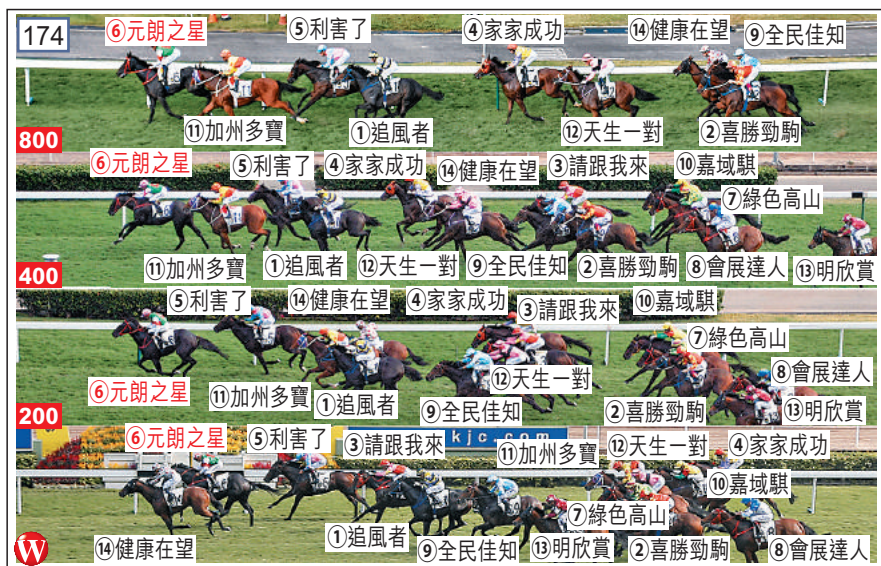 174
⑥元朗之星 ⑤利害了 ④家家成功 ⑭健康在望 ⑨全民佳知
800 ⑪加州多寶 ①追風者 ⑫天生一對 ②喜勝勁駒
⑥元朗之星 ⑤利害了 ④家家成功 ⑭健康在望 ③請跟我來 ⑩嘉域騏
⑦綠色高山
400 ⑪加州多寶 ①追風者 ⑫天生一對 ⑨全民佳知 ②喜勝勁駒 ⑧會展達人 ⑬明欣賞
⑤利害了 ⑭健康在望 ④家家成功 ③請跟我來 ⑩嘉域騏
⑦綠色高山
⑫天生一對 ⑧會展達人
200 ⑥元朗之星 ⑪加州多寶 ①追風者 ⑨全民佳知 ②喜勝勁駒 ⑬明欣賞
⑥元朗之星 ⑤利害了 ③請跟我來 kjc.com ⑪加州多寶 ⑫天生一對 ④家家成功
⑩嘉域騏
⑦綠色高山
W ⑭健康在望 ①追風者 ⑨全民佳知 ⑬明欣賞 ②喜勝勁駒 ⑧會展達人